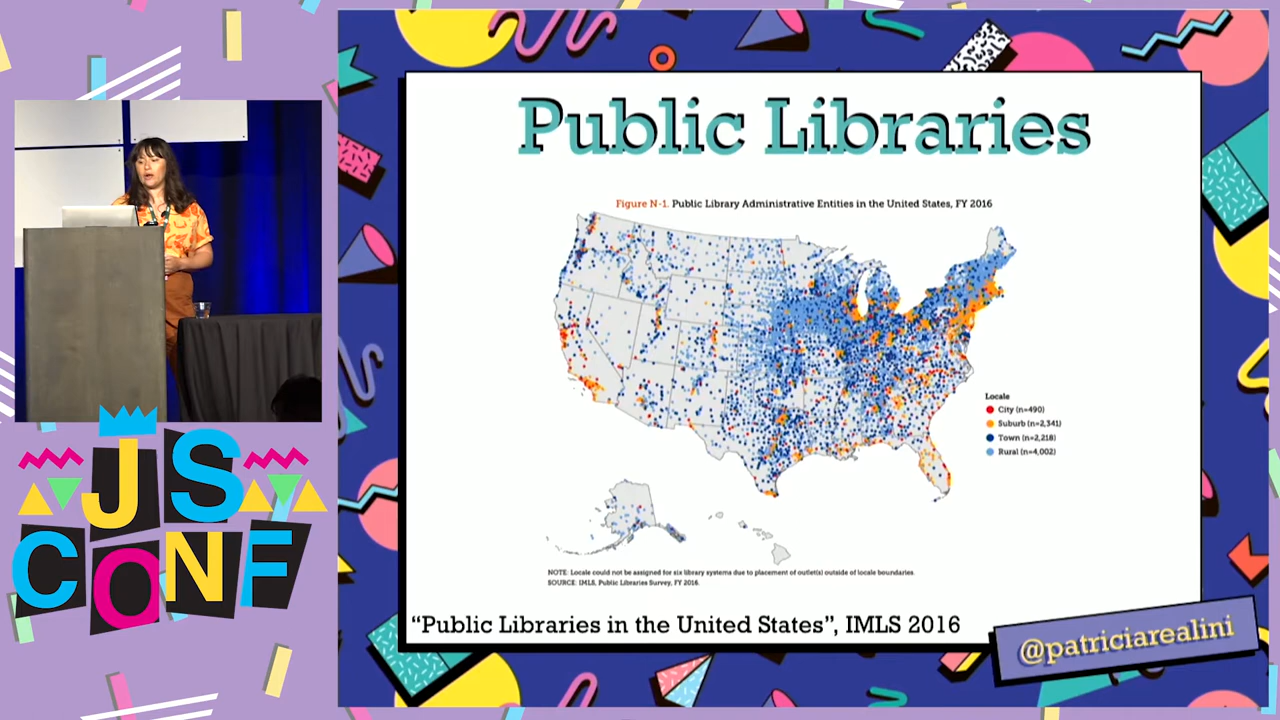 Public Libraries
Figure N-1. Public Library Administrative Entities in the United States, FY 2016
Locale
City (n=490)
Suburb (n=2,341)
Town (n=2,218)
Rural (n=4,002)
NOTE: Locale could not be assigned for six library systems due to placement of outlet(s) outside of locale boundaries.
SOURCE: IMLS, Public Libraries Survey, FY 2016.
“Public Libraries in the United States”, IMLS 2016
@patriciarealini
JS
CONF